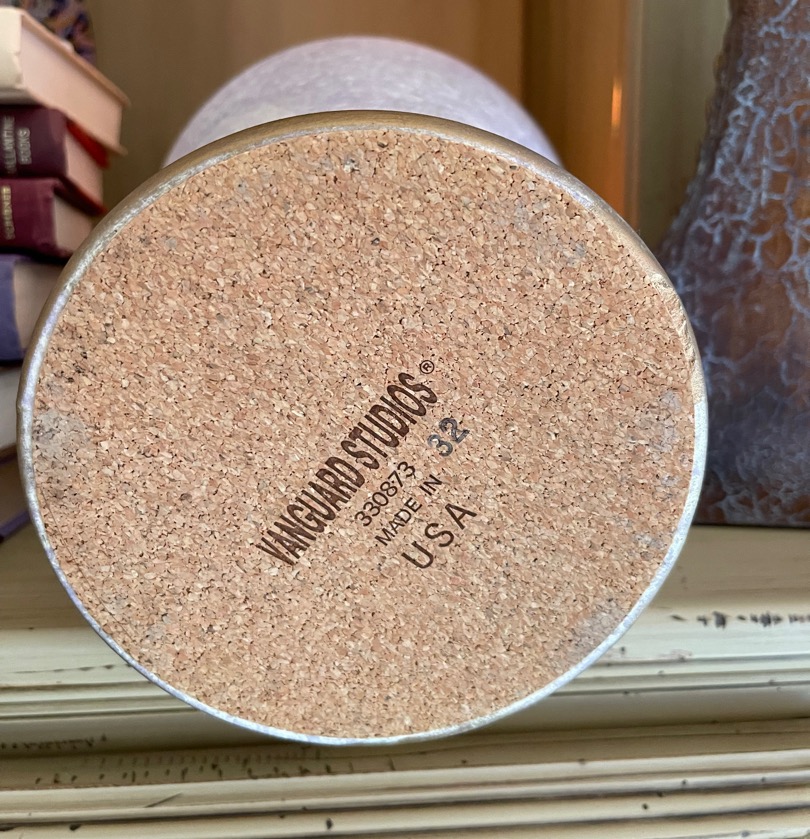 VANGUARD STUDIOS®
330873 32
MADE IN
USA